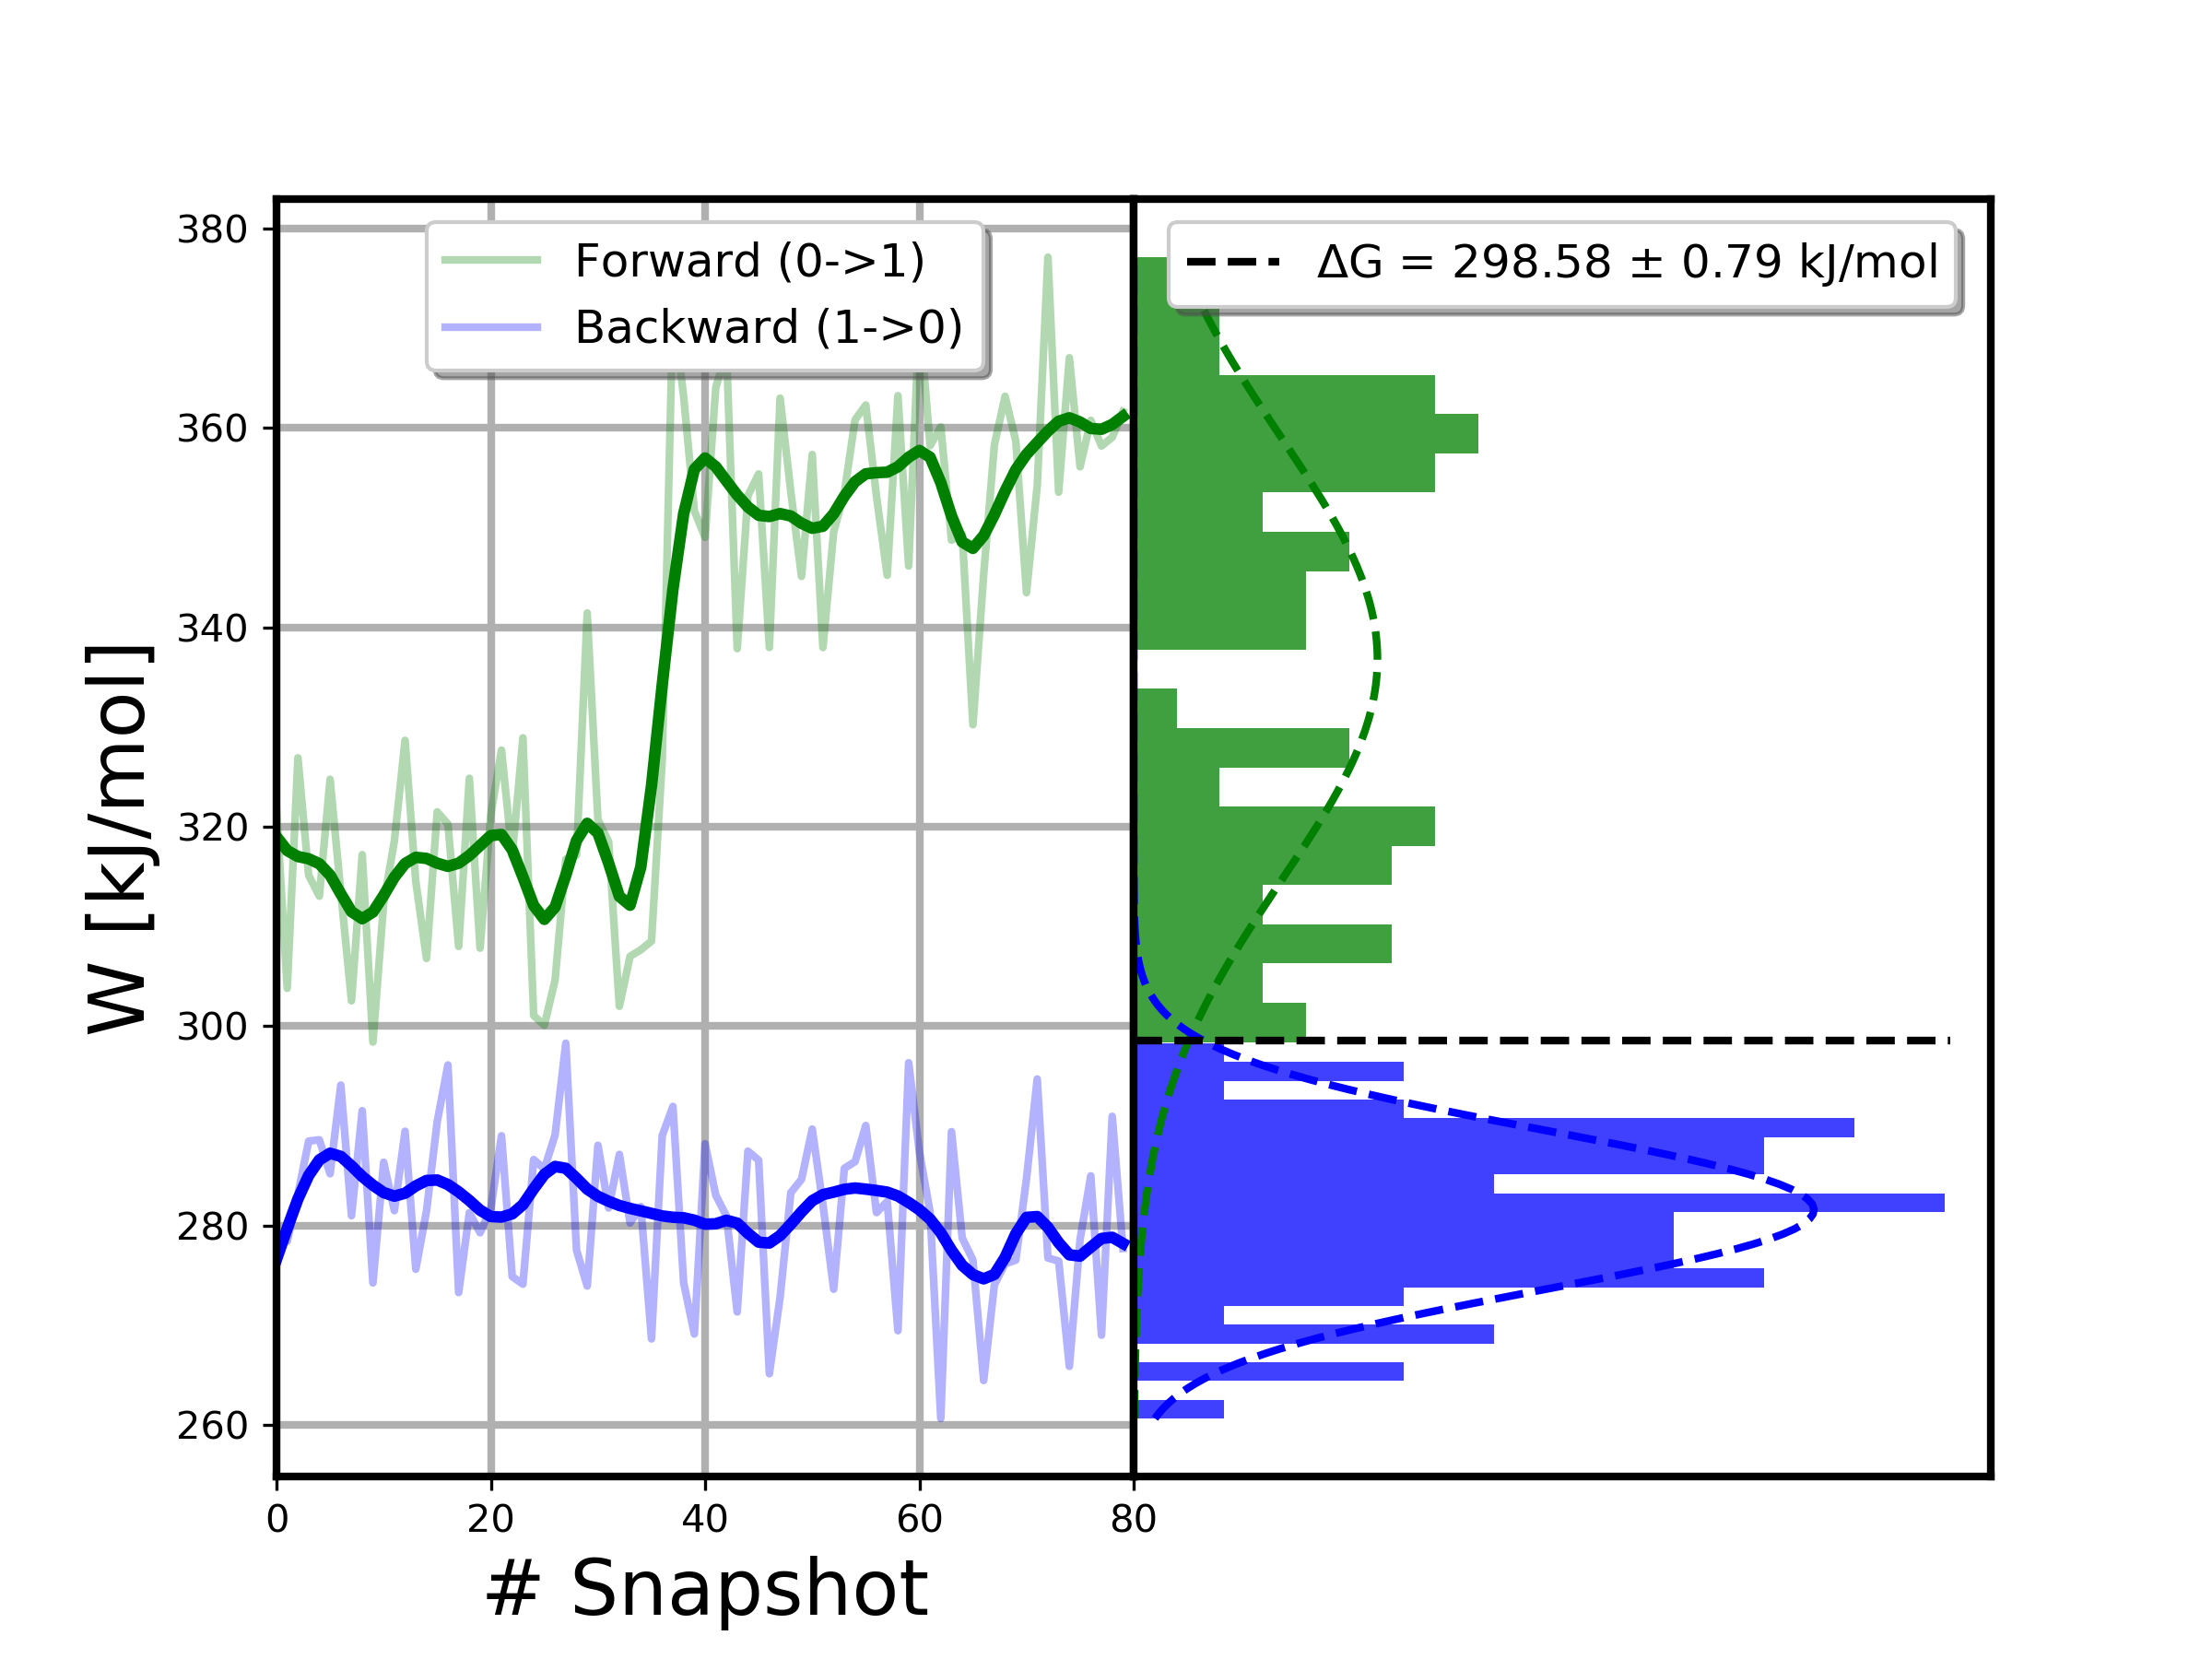 Forward (0->1)
Backward (1->0)
ΔG = 298.58 ± 0.79 kJ/mol
W [kJ/mol]
380
360
340
320
300
280
260
0 20 40 60 80
# Snapshot